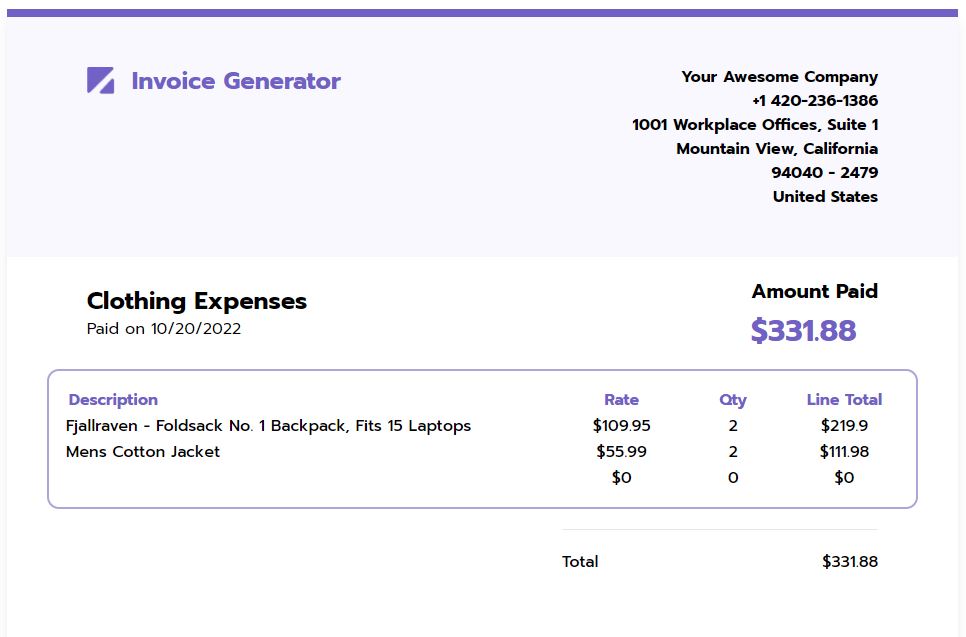 Invoice Generator
Your Awesome Company
+1 420-236-1386
1001 Workplace Offices, Suite 1
Mountain View, California
94040 - 2479
United States
Clothing Expenses
Paid on 10/20/2022
Amount Paid
$331.88
Description Rate Qty Line Total
Fjallraven - Foldsack No. 1 Backpack, Fits 15 Laptops $109.95 2 $219.9
Mens Cotton Jacket $55.99 2 $111.98
$0 0 $0
Total $331.88